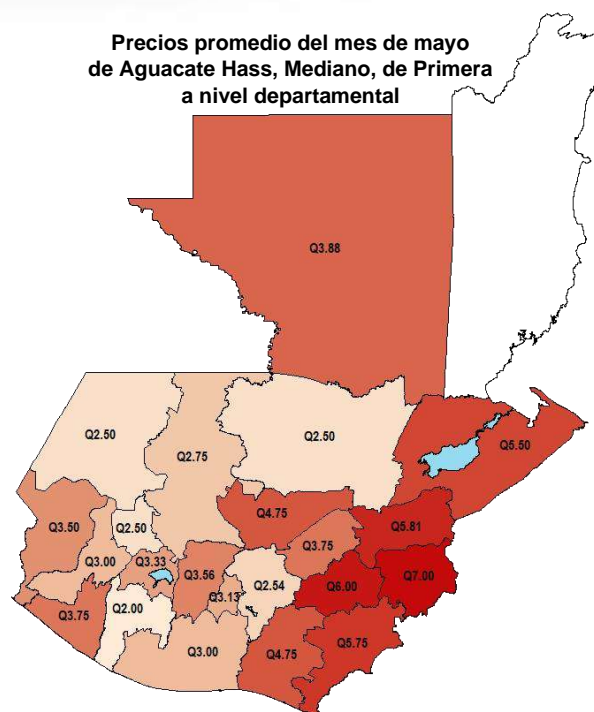 Precios promedio del mes de mayo
de Aguacate Hass, Mediano, de Primera
a nivel departamental
Q3.88
Q2.50
Q2.75
Q2.50
Q5.50
Q3.50
Q2.50
Q4.75
Q5.81
Q3.00
Q3.33
Q3.56
Q3.75
Q3.13
Q2.54
Q6.00
Q7.00
Q3.75
Q2.00
Q3.00
Q4.75
Q5.75